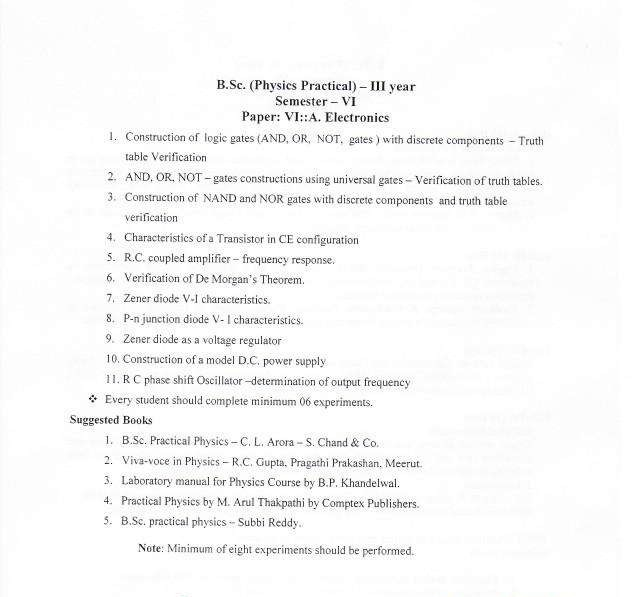 B.Sc. (Physics Practical) – III year
Semester – VI
Paper: VI::A. Electronics
1. Construction of logic gates (AND, OR, NOT, gates ) with discrete components – Truth
table Verification
2. AND, OR, NOT – gates constructions using universal gates – Verification of truth tables.
3. Construction of NAND and NOR gates with discrete components and truth table
verification
4. Characteristics of a Transistor in CE configuration
5. R.C. coupled amplifier – frequency response.
6. Verification of De Morgan's Theorem.
7. Zener diode V-I characteristics.
8. P-n junction diode V- I characteristics.
9. Zener diode as a voltage regulator
10. Construction of a model D.C. power supply
11. R C phase shift Oscillator –determination of output frequency
❖ Every student should complete minimum 06 experiments.
Suggested Books
1. B.Sc. Practical Physics – C. L. Arora – S. Chand & Co.
2. Viva-voce in Physics – R.C. Gupta, Pragathi Prakashan, Meerut.
3. Laboratory manual for Physics Course by B.P. Khandelwal.
4. Practical Physics by M. Arul Thakpathi by Comptex Publishers.
5. B.Sc. practical physics – Subbi Reddy.
Note: Minimum of eight experiments should be performed.